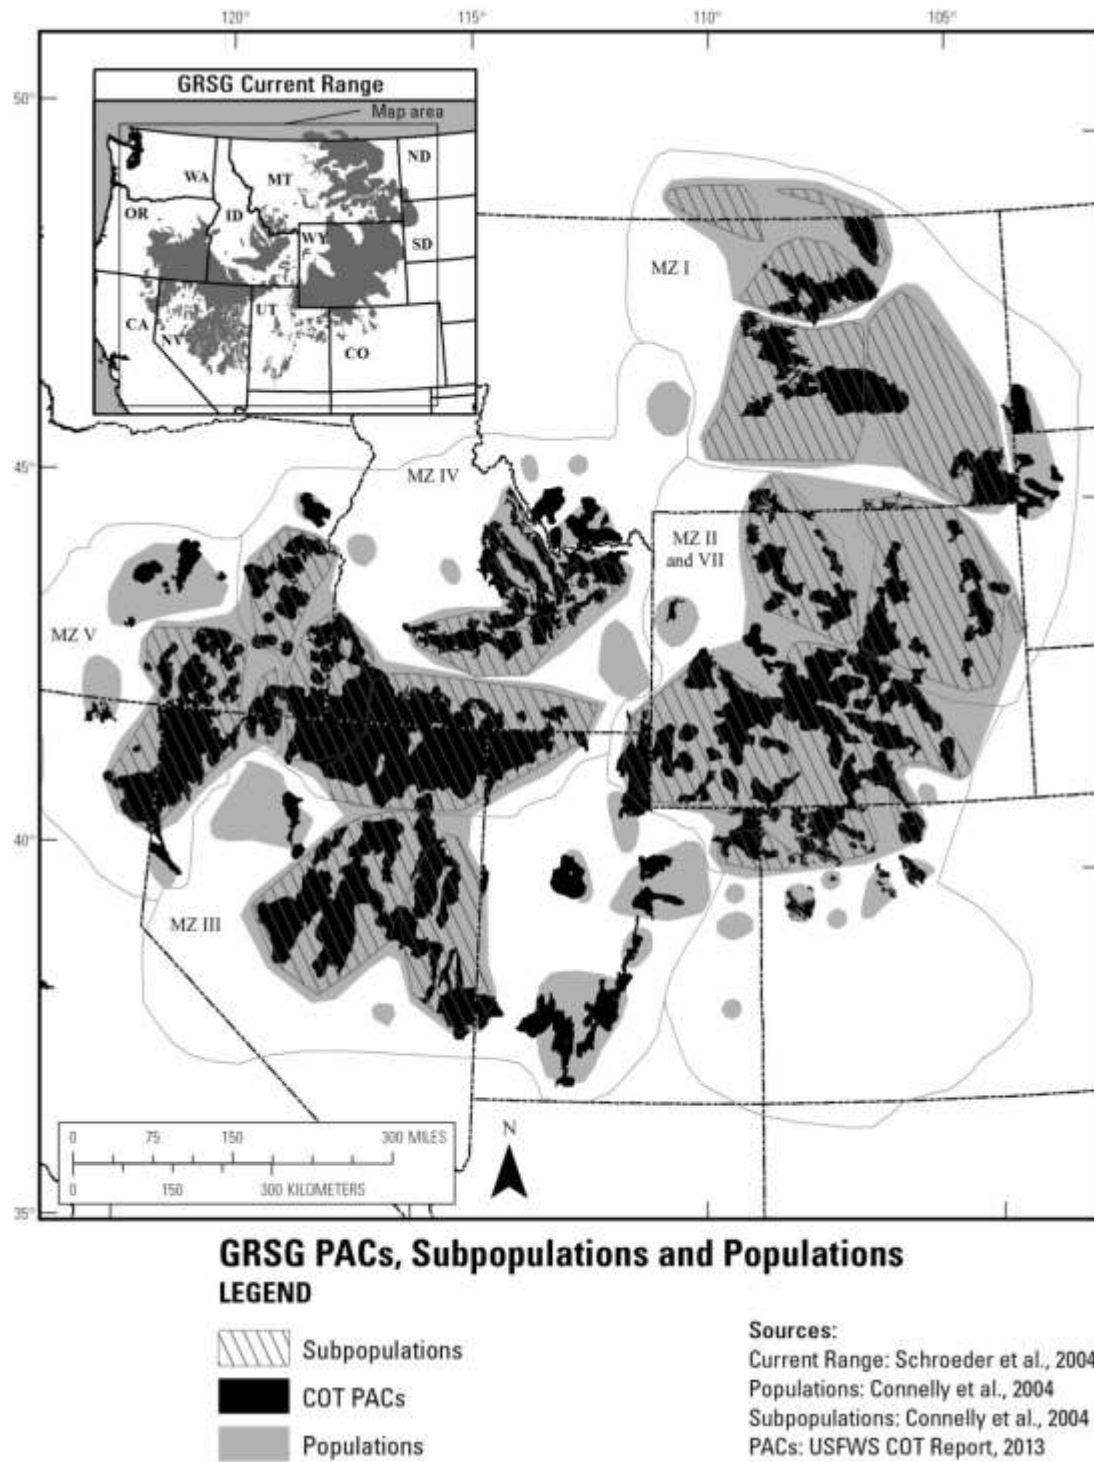 120°
115°
110°
105°
50°
GRSG Current Range
Map area
WA
MT
ND
OR
ID
WY
SD
CA
NV
UT
CO
MZ I
45°
MZ IV
MZ II
and VII
MZ V
40°
MZ III
0 75 150 300 MILES
0 150 300 KILOMETERS
N
35°
GRSG PACs, Subpopulations and Populations
LEGEND
Subpopulations
COT PACs
Populations
Sources:
Current Range: Schroeder et al., 2004
Populations: Connelly et al., 2004
Subpopulations: Connelly et al., 2004
PACs: USFWS COT Report, 2013